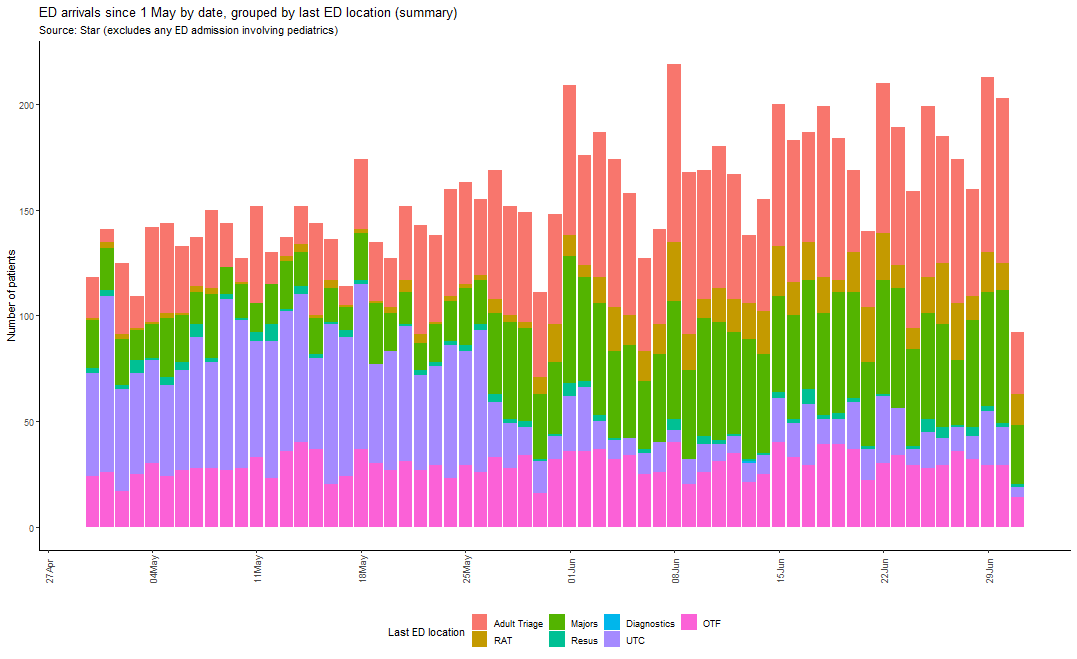 ED arrivals since 1 May by date, grouped by last ED location (summary)
Source: Star (excludes any ED admission involving pediatrics)
Number of patients
200
150
100
50
0
27Apr
04May
11May
18May
25May
01Jun
08Jun
15Jun
22Jun
29Jun
Last ED location
Adult Triage
Majors
Diagnostics
OTF
RAT
Resus
UTC